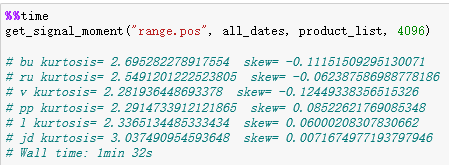 %%time
get_signal_moment("range.pos", all_dates, product_list, 4096)
# bu kurtosis= 2.695282278917554 skew= -0.11151509295130071
# ru kurtosis= 2.5491201222523805 skew= -0.062387586988778186
# v kurtosis= 2.281936448693378 skew= -0.12449338356515326
# pp kurtosis= 2.2914733912121865 skew= 0.08522621769085348
# l kurtosis= 2.3365134485333434 skew= 0.06000208307830662
# jd kurtosis= 3.037490954593648 skew= 0.0071674977193797946
# Wall time: 1min 32s